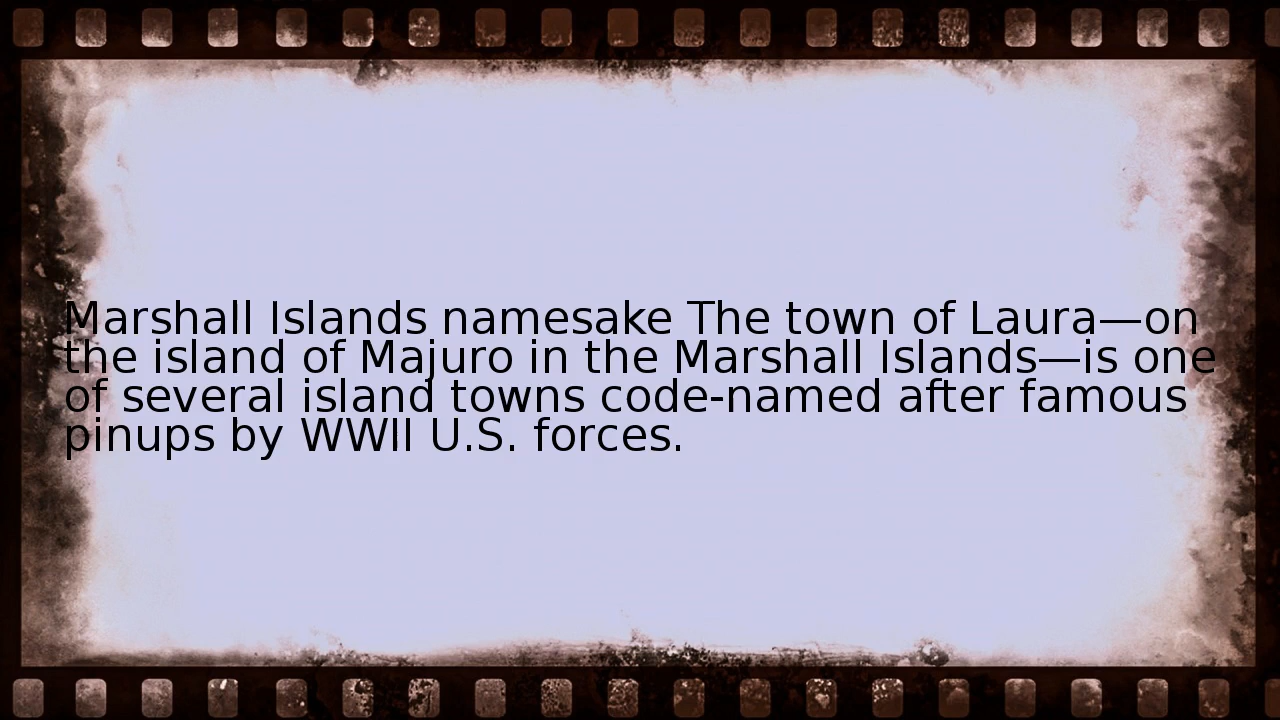 Marshall Islands namesake The town of Laura—on
the island of Majuro in the Marshall Islands—is one
of several island towns code-named after famous
pinups by WWII U.S. forces.